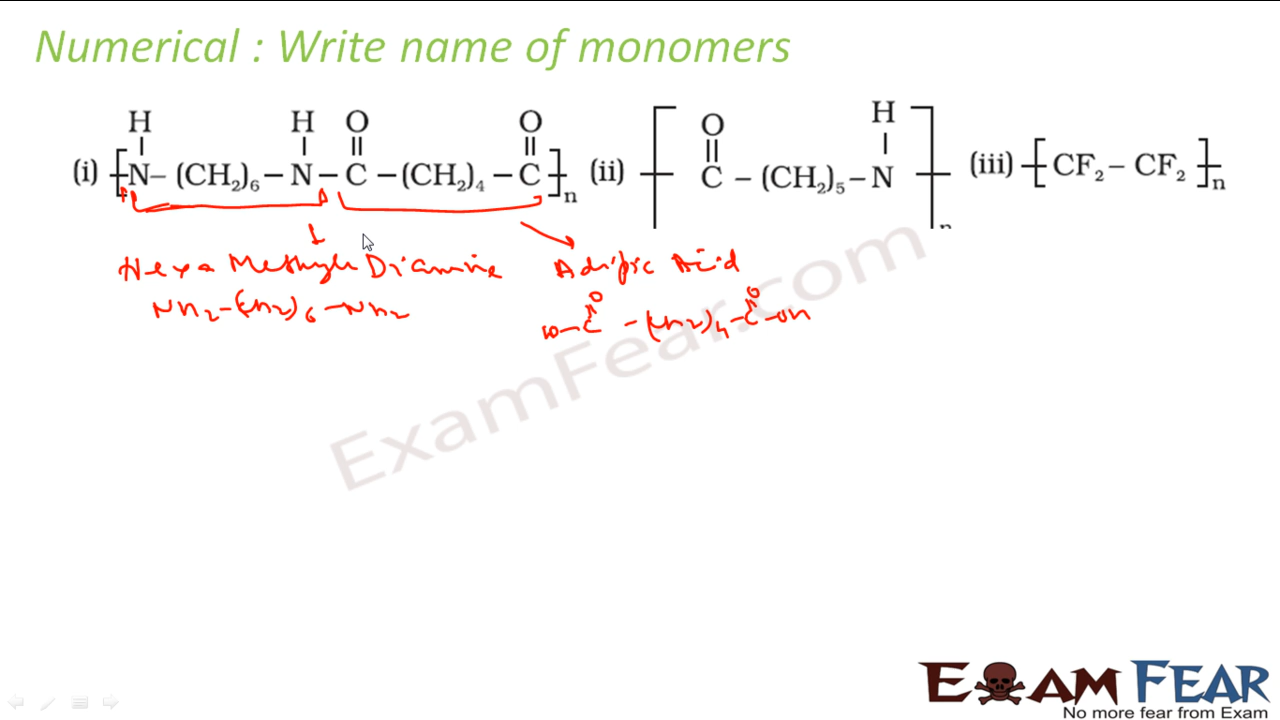 Numerical : Write name of monomers
H H O O O H
(i) [N– (CH₂)₆ – N – C – (CH₂)₄ – C]n (ii) C – (CH₂)₅ – N n (iii) [CF₂ – CF₂]n
Hexa Methyle Diamine Adipic Acid
NH₂–(CH₂)₆–NH₂
HO–C–(CH₂)₄–C–OH
O O
ExamFear.com
EXAM FEAR
No more fear from Exam